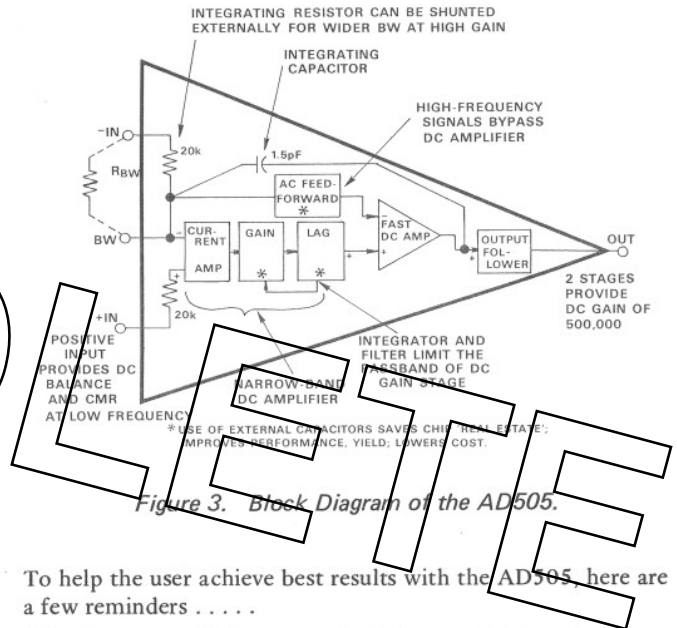 INTEGRATING RESISTOR CAN BE SHUNTED
EXTERNALLY FOR WIDER BW AT HIGH GAIN
INTEGRATING
CAPACITOR
HIGH-FREQUENCY
SIGNALS BYPASS
DC AMPLIFIER
-IN
20k
1.5pF
RBW
AC FEED-
FORWARD
*
BW
-
CUR-
RENT
AMP
+
GAIN
*
LAG
*
+
-
FAST
DC AMP
+
+
OUTPUT
FOL-
LOWER
OUT
2 STAGES
PROVIDE
DC GAIN OF
500,000
+IN
20k
POSITIVE
INPUT
PROVIDES DC
BALANCE
AND CMR
AT LOW FREQUENCY
NARROW-BAND
DC AMPLIFIER
INTEGRATOR AND
FILTER LIMIT THE
PASSBAND OF DC
GAIN STAGE
*USE OF EXTERNAL CAPACITORS SAVES CHIP 'REAL ESTATE';
IMPROVES PERFORMANCE, YIELD; LOWERS COST.
LETE
Figure 3. Block Diagram of the AD505.
To help the user achieve best results with the AD505, here are
a few reminders . . . . .